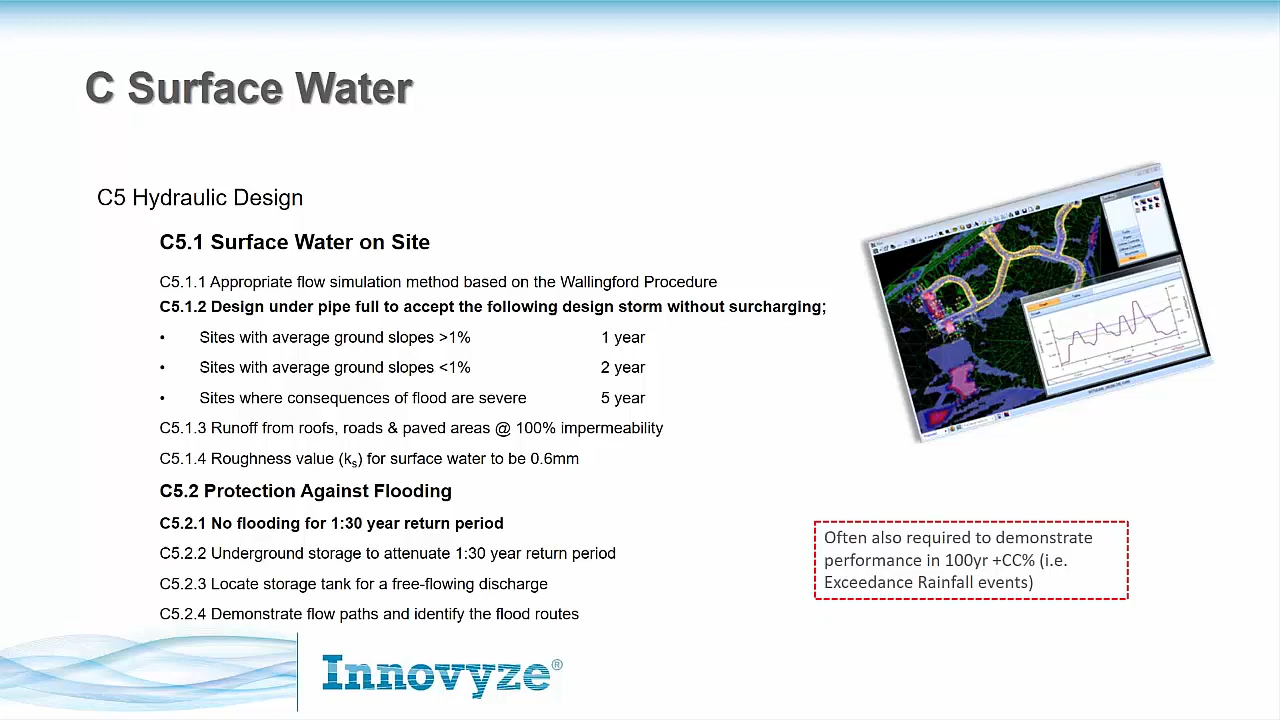 C Surface Water
C5 Hydraulic Design
C5.1 Surface Water on Site
C5.1.1 Appropriate flow simulation method based on the Wallingford Procedure
C5.1.2 Design under pipe full to accept the following design storm without surcharging;
• Sites with average ground slopes >1% 1 year
• Sites with average ground slopes <1% 2 year
• Sites where consequences of flood are severe 5 year
C5.1.3 Runoff from roofs, roads & paved areas @ 100% impermeability
C5.1.4 Roughness value (ks) for surface water to be 0.6mm
C5.2 Protection Against Flooding
C5.2.1 No flooding for 1:30 year return period
C5.2.2 Underground storage to attenuate 1:30 year return period
C5.2.3 Locate storage tank for a free-flowing discharge
C5.2.4 Demonstrate flow paths and identify the flood routes
Often also required to demonstrate
performance in 100yr +CC% (i.e.
Exceedance Rainfall events)
Innovyze®